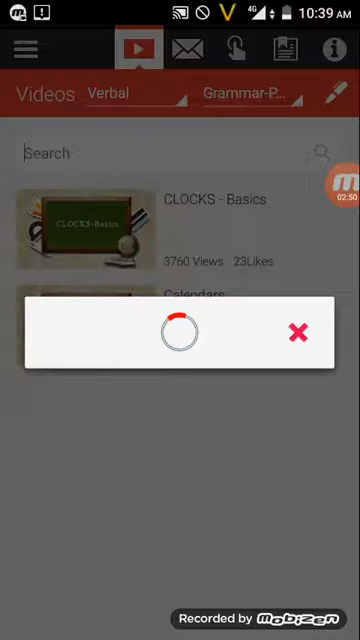 4G
10:39 AM
Videos
Verbal
Grammar-P...
Search
02:50
CLOCKS-Basics
CLOCKS - Basics
3760 Views 23Likes
Calendars
Recorded by Mobizen